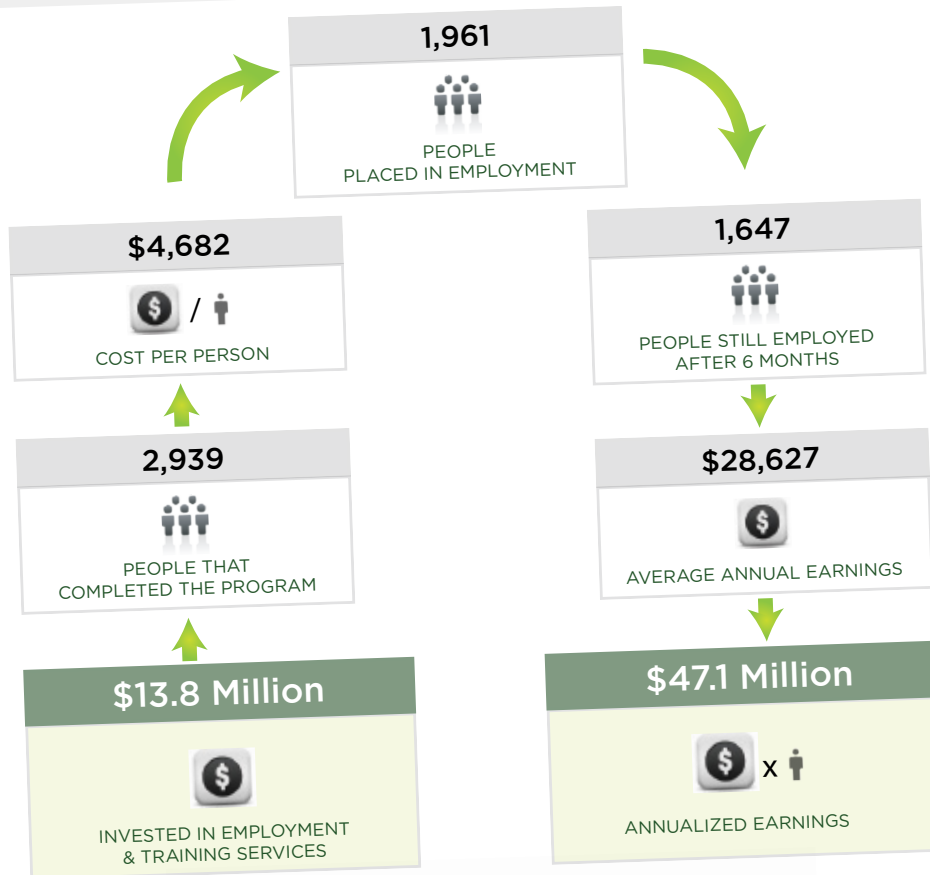 1,961
PEOPLE
PLACED IN EMPLOYMENT
$4,682
$ / 
COST PER PERSON
2,939
PEOPLE THAT
COMPLETED THE PROGRAM
$13.8 Million
$
INVESTED IN EMPLOYMENT
& TRAINING SERVICES
1,647
PEOPLE STILL EMPLOYED
AFTER 6 MONTHS
$28,627
$
AVERAGE ANNUAL EARNINGS
$47.1 Million
$ x
ANNUALIZED EARNINGS